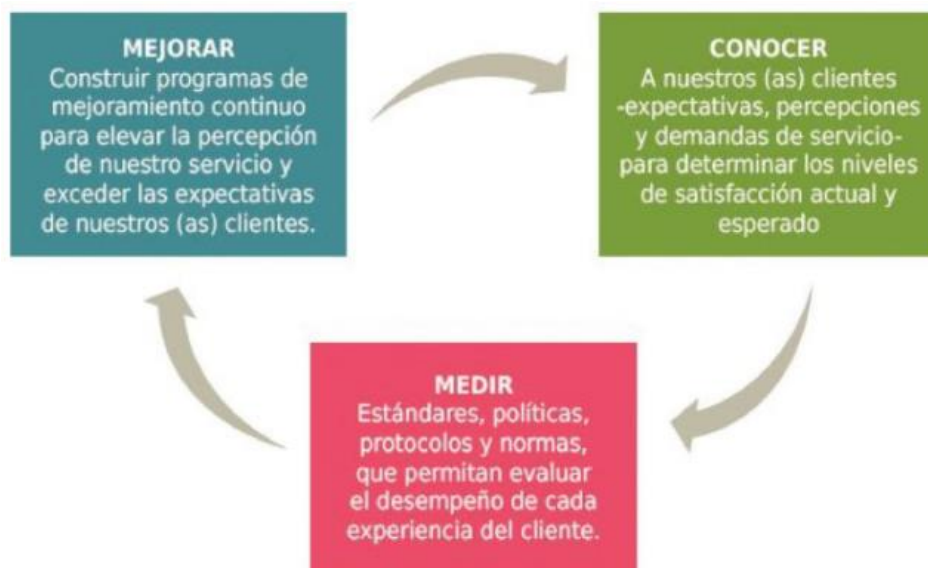 MEJORAR
Construir programas de
mejoramiento continuo
para elevar la percepción
de nuestro servicio y
exceder las expectativas
de nuestros (as) clientes.
CONOCER
A nuestros (as) clientes
-expectativas, percepciones
y demandas de servicio-
para determinar los niveles
de satisfacción actual y
esperado
MEDIR
Estándares, políticas,
protocolos y normas,
que permitan evaluar
el desempeño de cada
experiencia del cliente.